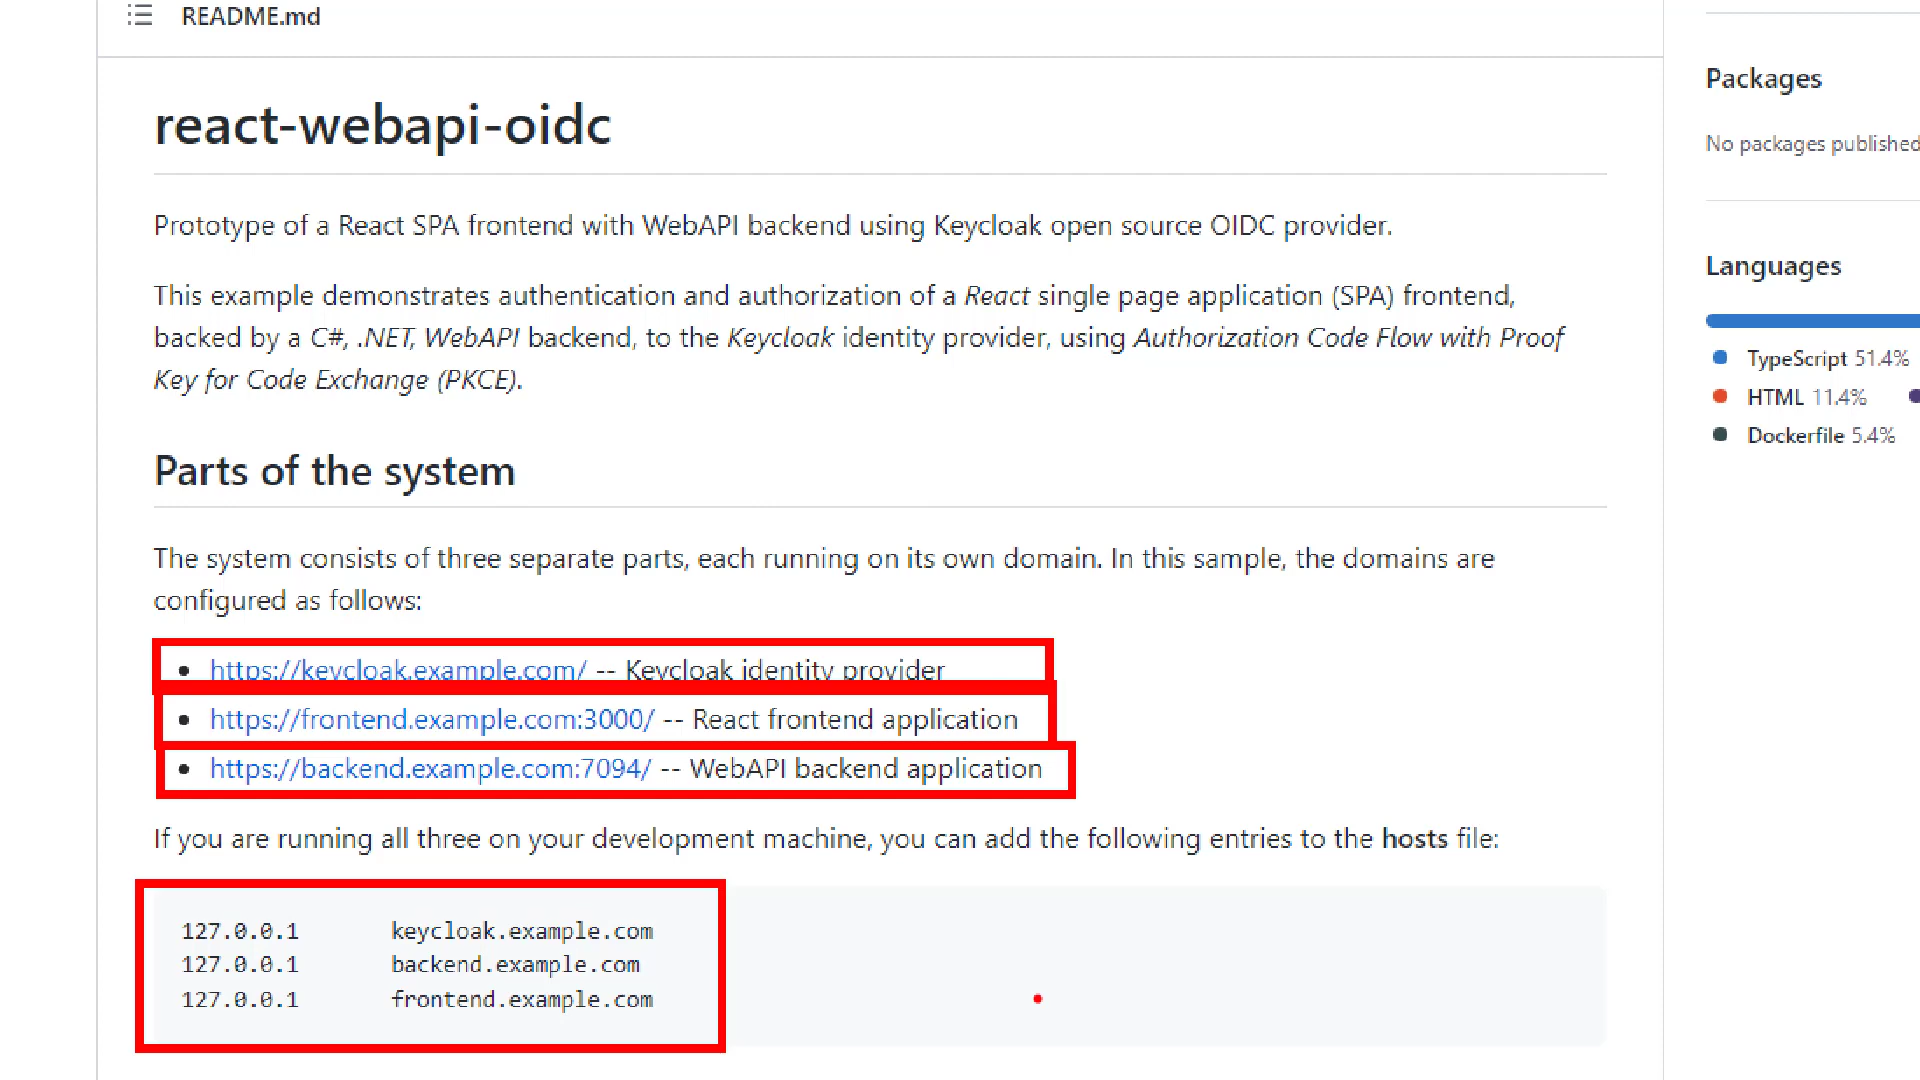 README.md
react-webapi-oidc
Prototype of a React SPA frontend with WebAPI backend using Keycloak open source OIDC provider.
This example demonstrates authentication and authorization of a React single page application (SPA) frontend,
backed by a C#, .NET, WebAPI backend, to the Keycloak identity provider, using Authorization Code Flow with Proof
Key for Code Exchange (PKCE).
Parts of the system
The system consists of three separate parts, each running on its own domain. In this sample, the domains are
configured as follows:
• https://keycloak.example.com/ -- Keycloak identity provider
• https://frontend.example.com:3000/ -- React frontend application
• https://backend.example.com:7094/ -- WebAPI backend application
If you are running all three on your development machine, you can add the following entries to the hosts file:
127.0.0.1 keycloak.example.com
127.0.0.1 backend.example.com
127.0.0.1 frontend.example.com
Packages
No packages published
Languages
TypeScript 51.4%
HTML 11.4%
Dockerfile 5.4%